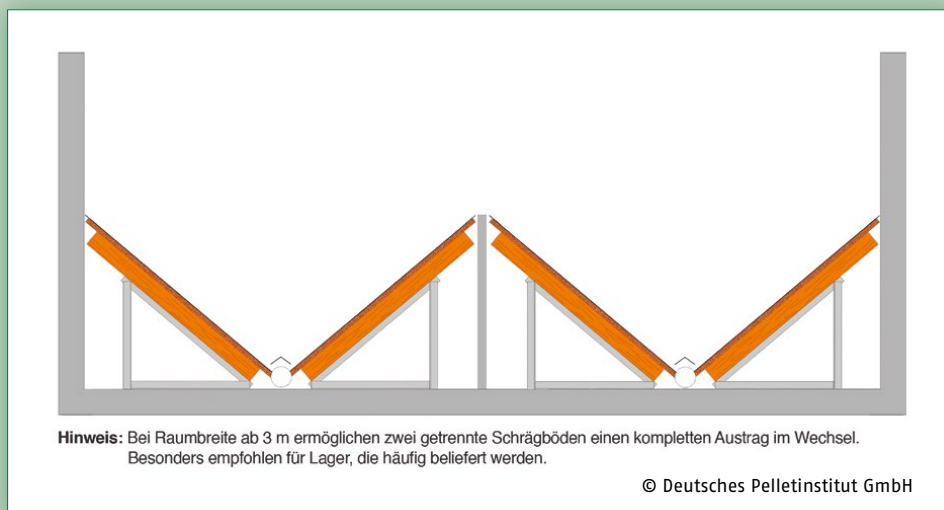 Hinweis: Bei Raumbreite ab 3 m ermöglichen zwei getrennte Schrägböden einen kompletten Austrag im Wechsel.
Besonders empfohlen für Lager, die häufig beliefert werden.
© Deutsches Pelletinstitut GmbH